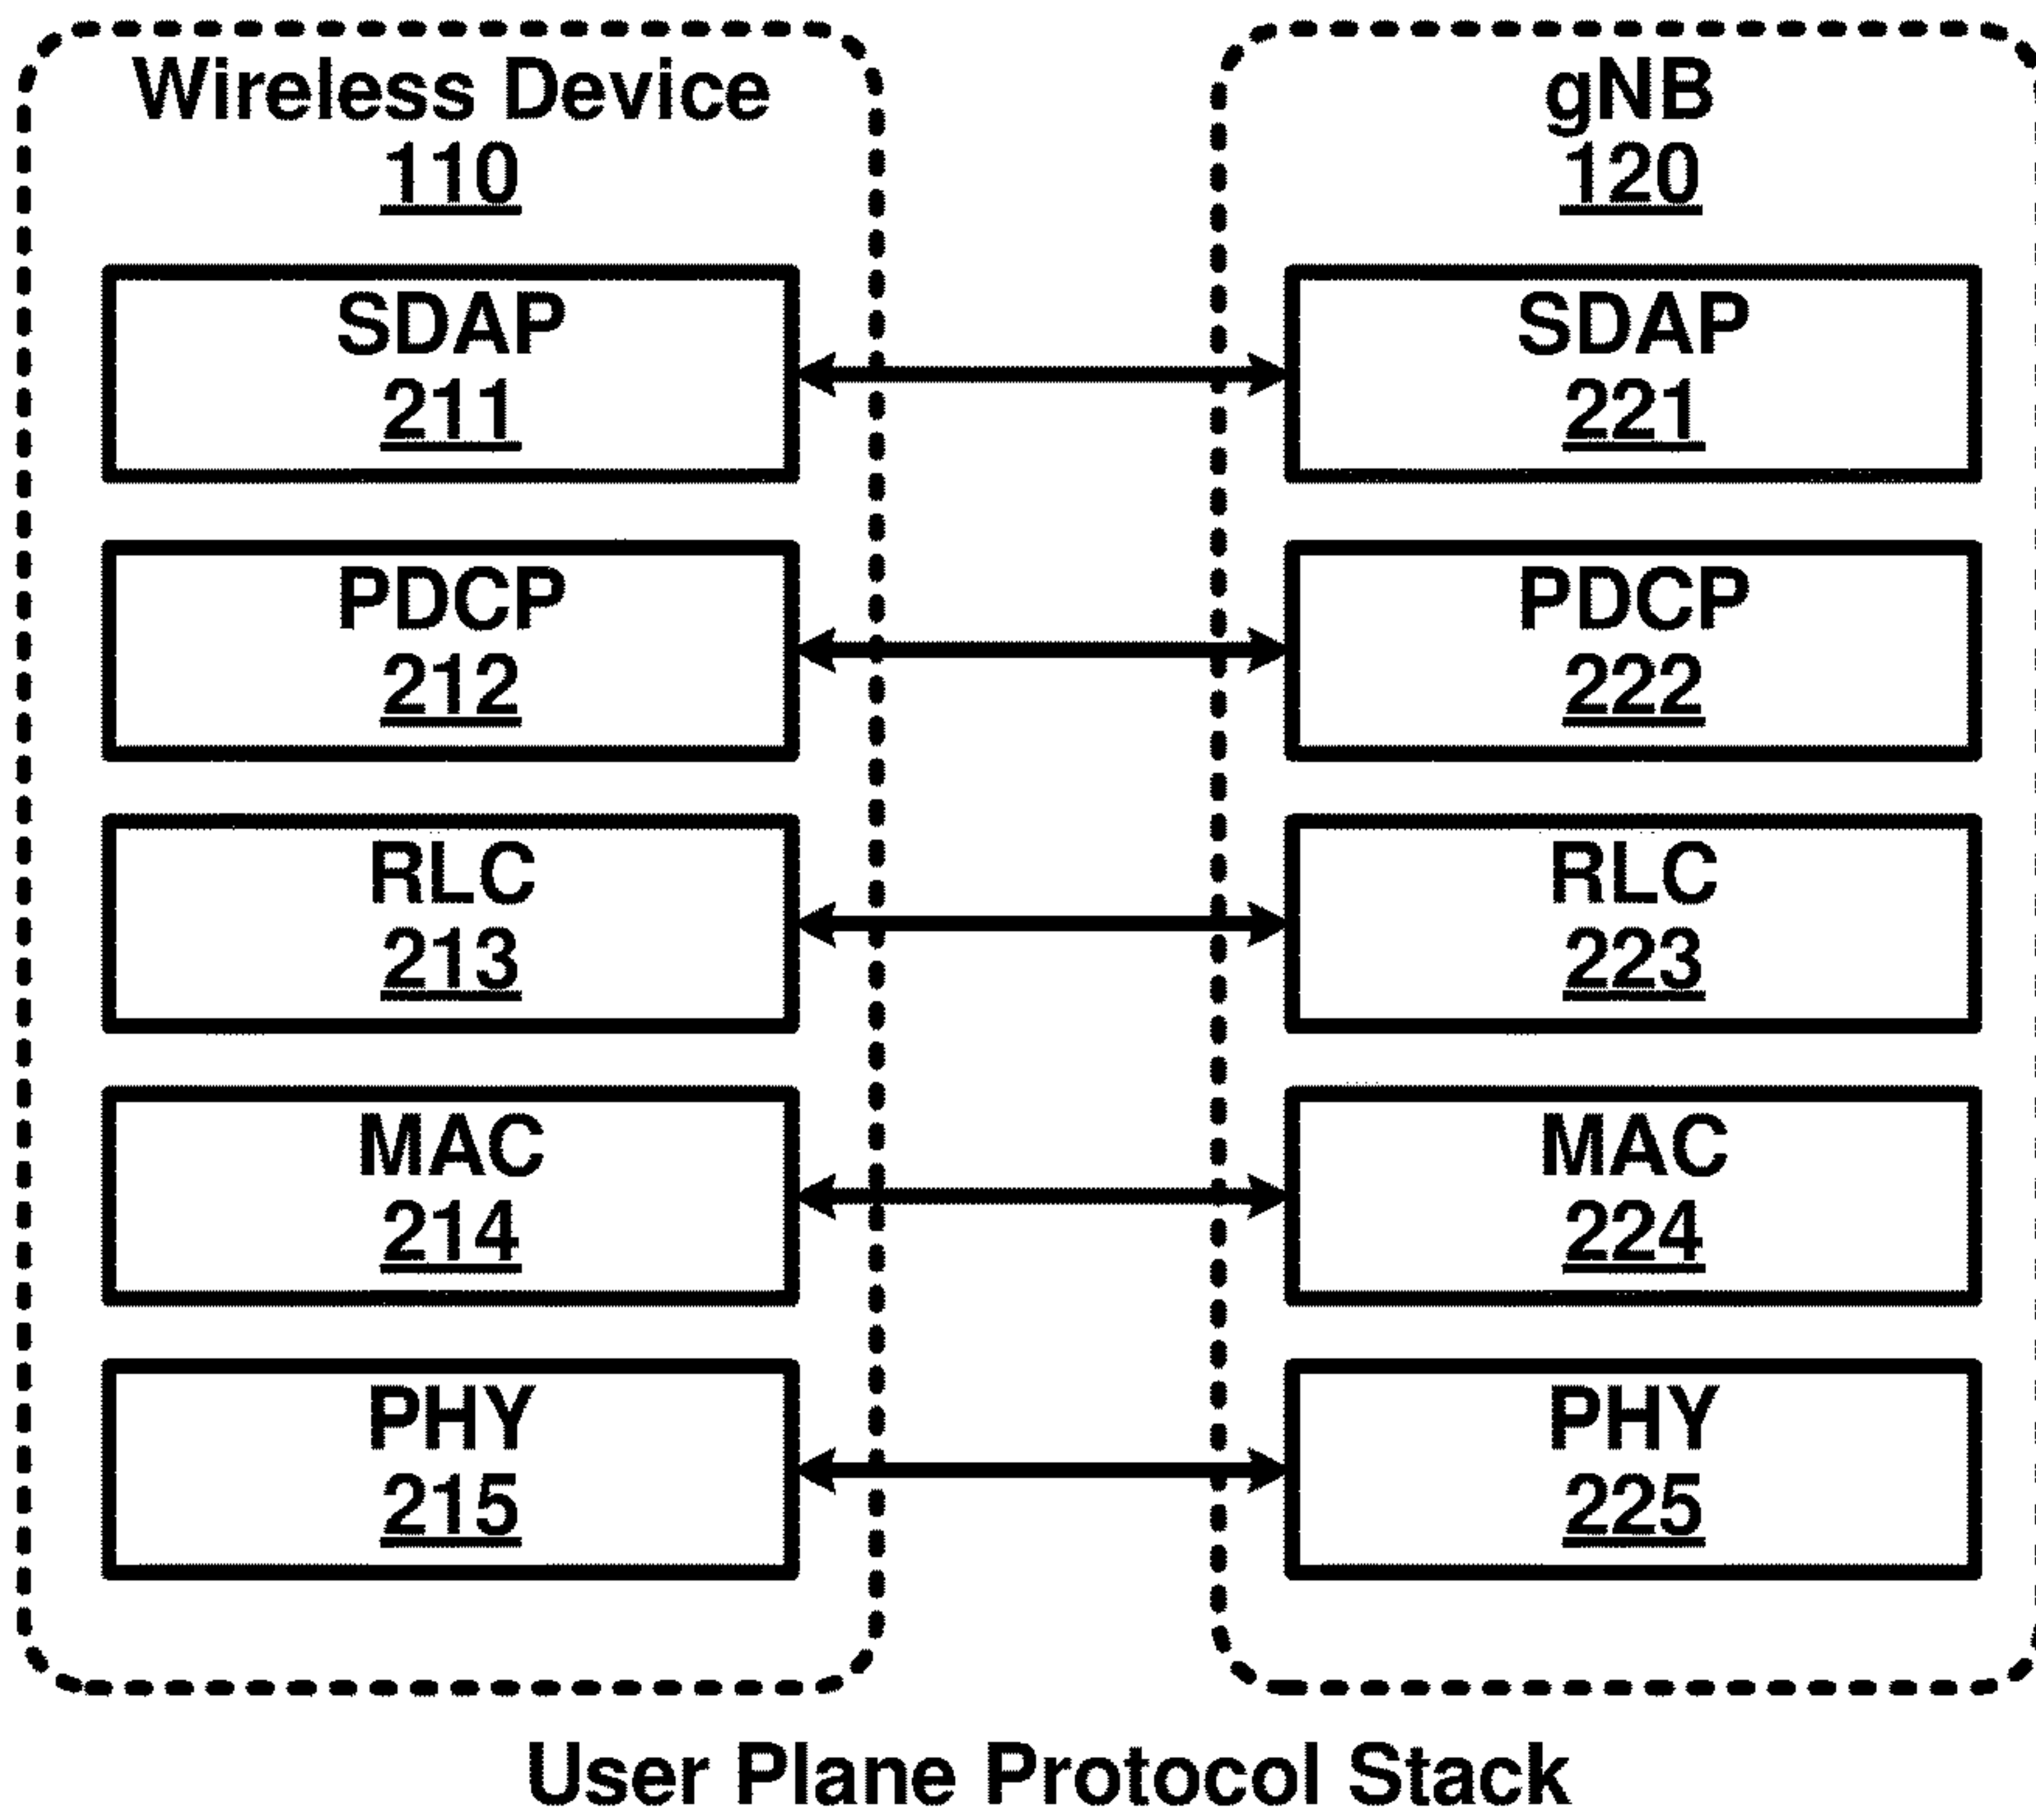 Wireless Device
110
SDAP
211
PDCP
212
RLC
213
MAC
214
PHY
215
gNB
120
SDAP
221
PDCP
222
RLC
223
MAC
224
PHY
225
User Plane Protocol Stack